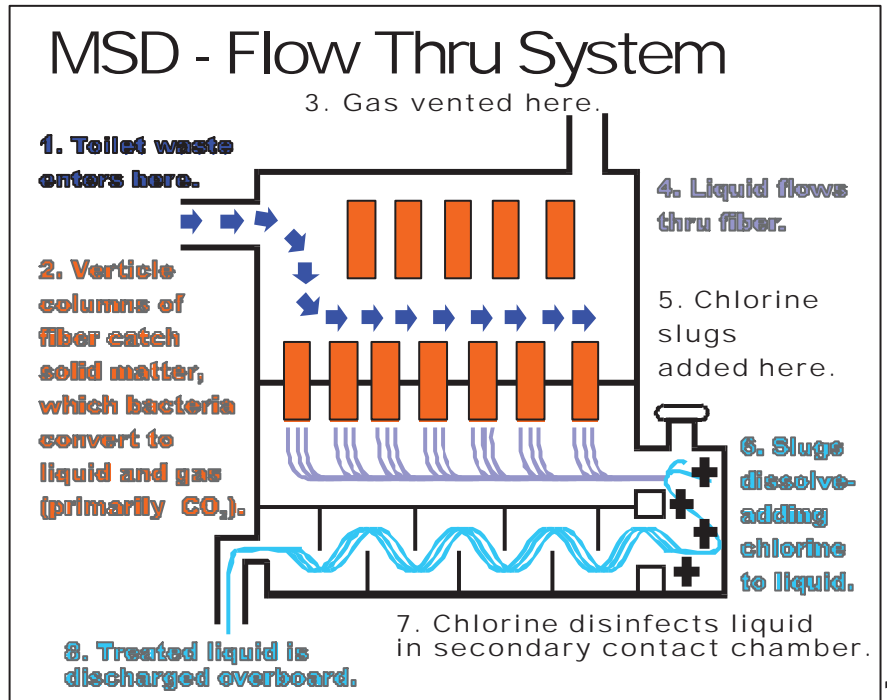 MSD - Flow Thru System
3. Gas vented here.
1. Toilet waste
enters here.
4. Liquid flows
thru fiber.
2. Verticle
columns of
fiber catch
solid matter,
which bacteria
convert to
liquid and gas
(primarily CO₂).
5. Chlorine
slugs
added here.
6. Slugs
dissolve-
adding
chlorine
to liquid.
7. Chlorine disinfects liquid
in secondary contact chamber.
8. Treated liquid is
discharged overboard.